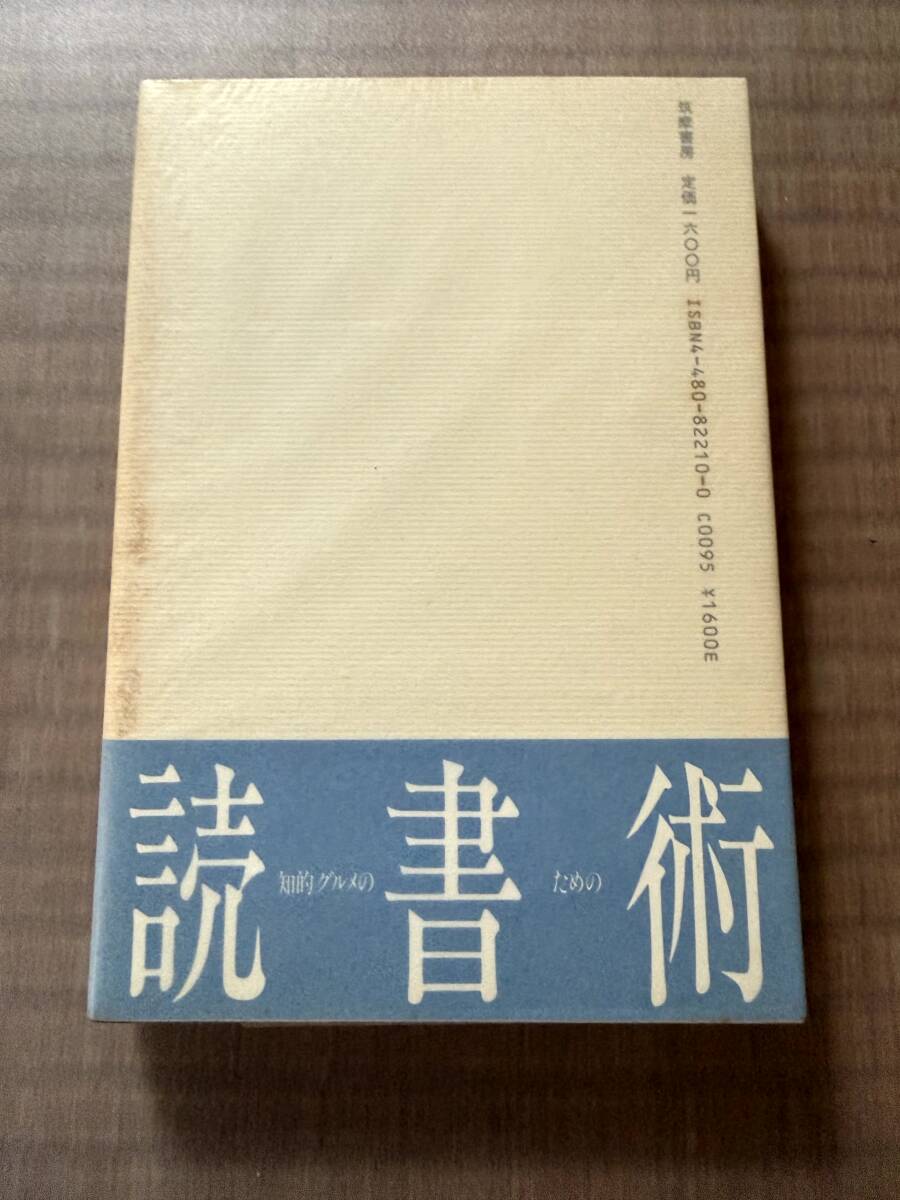 筑摩書房 定価一六〇〇円 ISBN4-480-82210-0 C0095 ¥1600E
読書術
知的グルメの
ための